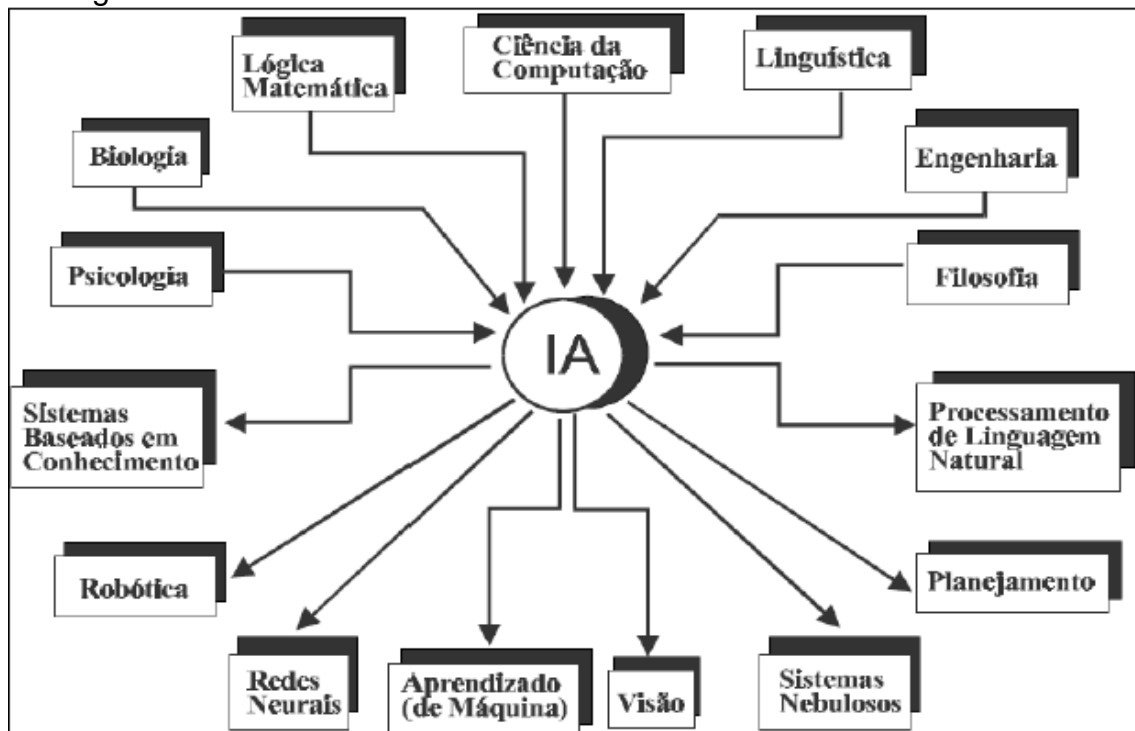 Lógica
Matemática
Ciência da
Computação
Linguística
Biologia
Engenharia
Psicologia
Filosofia
IA
Sistemas
Baseados em
Conhecimento
Processamento
de Linguagem
Natural
Robótica
Planejamento
Redes
Neurais
Aprendizado
(de Máquina)
Visão
Sistemas
Nebulosos